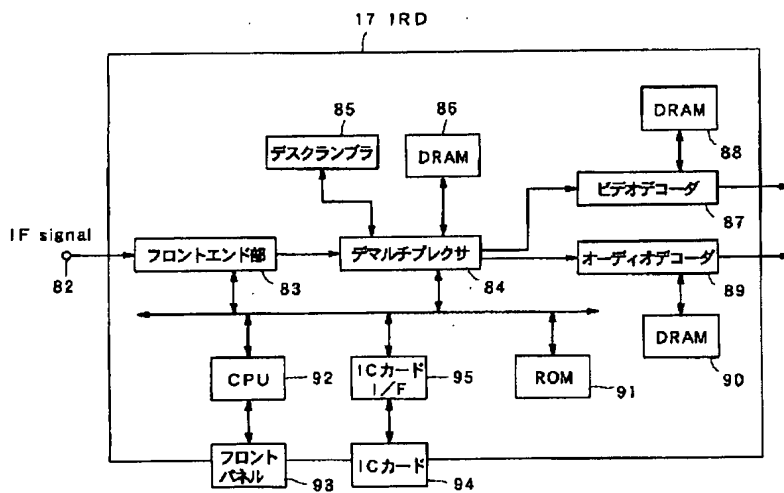 17 IRD
85
デスクランブラ
86
DRAM
DRAM
88
ビデオデコーダ
87
IF signal
82
フロントエンド部
83
デマルチプレクサ
84
オーディオデコーダ
89
DRAM
90
CPU
92
ICカード
I/F
95
ROM
91
フロント
パネル
93
ICカード
94